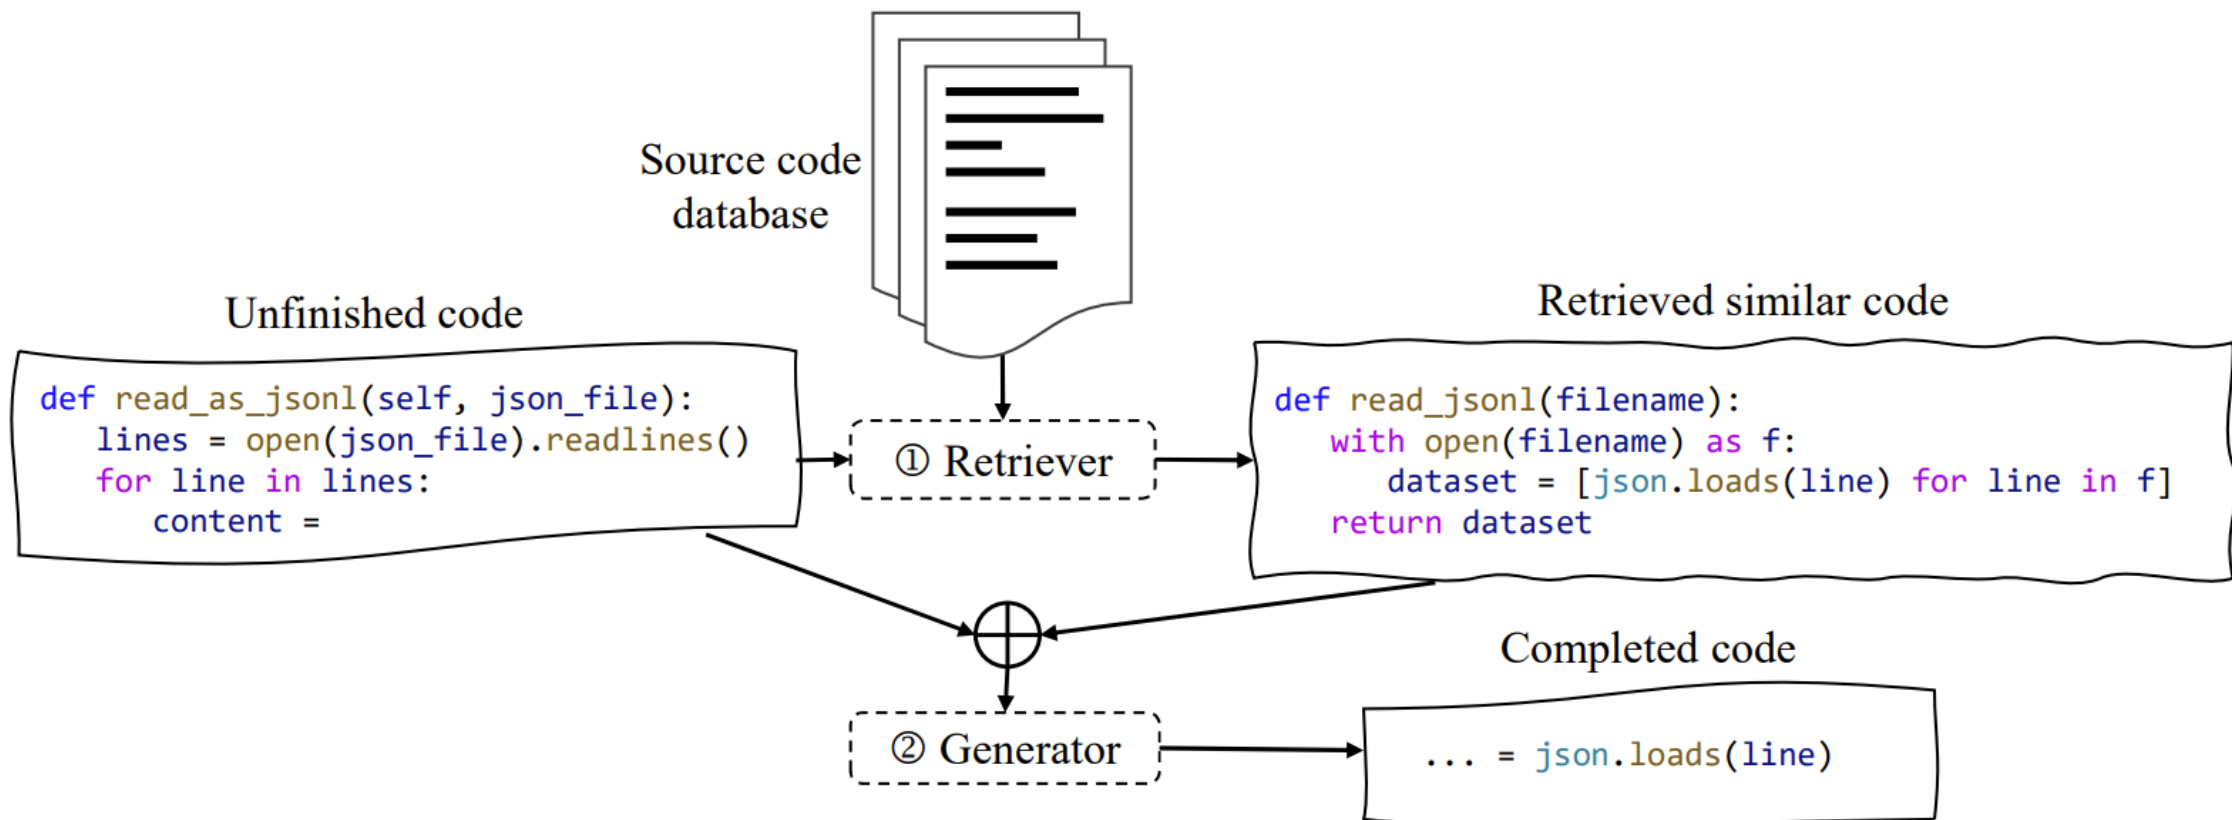 Source code
database
Unfinished code
def read_as_jsonl(self, json_file):
lines = open(json_file).readlines()
for line in lines:
content =
① Retriever
Retrieved similar code
def read_jsonl(filename):
with open(filename) as f:
dataset = [json.loads(line) for line in f]
return dataset
② Generator
Completed code
... = json.loads(line)